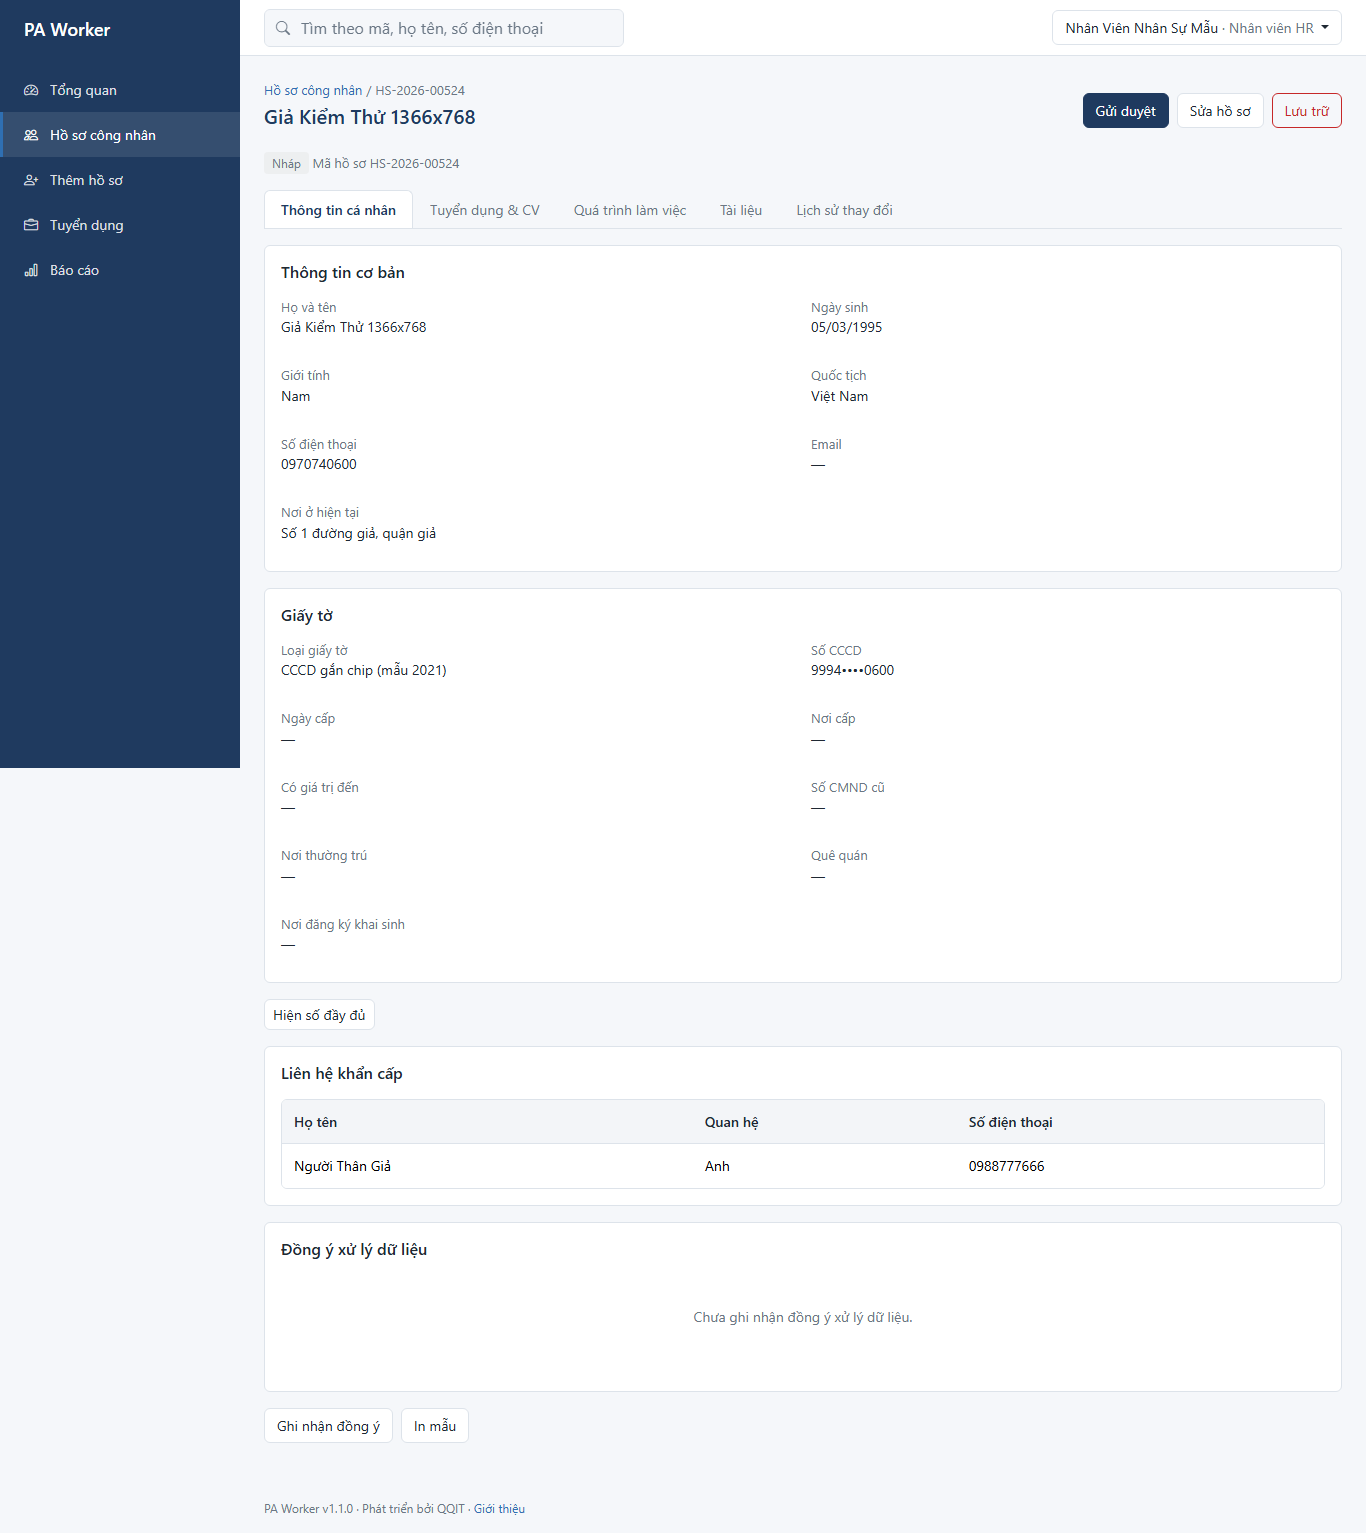 PA Worker
Tìm theo mã, họ tên, số điện thoại
Nhân Viên Nhân Sự Mẫu · Nhân viên HR
Tổng quan
Hồ sơ công nhân
Thêm hồ sơ
Tuyển dụng
Báo cáo
Hồ sơ công nhân / HS-2026-00524
Giả Kiểm Thử 1366x768
Gửi duyệt
Sửa hồ sơ
Lưu trữ
Nháp Mã hồ sơ HS-2026-00524
Thông tin cá nhân
Tuyển dụng & CV
Quá trình làm việc
Tài liệu
Lịch sử thay đổi
Thông tin cơ bản
Họ và tên
Giả Kiểm Thử 1366x768
Ngày sinh
05/03/1995
Giới tính
Nam
Quốc tịch
Việt Nam
Số điện thoại
0970740600
Email
—
Nơi ở hiện tại
Số 1 đường giả, quận giả
Giấy tờ
Loại giấy tờ
CCCD gắn chip (mẫu 2021)
Số CCCD
9994••••0600
Ngày cấp
—
Nơi cấp
—
Có giá trị đến
—
Số CMND cũ
—
Nơi thường trú
—
Quê quán
—
Nơi đăng ký khai sinh
—
Hiện số đầy đủ
Liên hệ khẩn cấp
Họ tên Quan hệ Số điện thoại
Người Thân Giả Anh 0988777666
Đồng ý xử lý dữ liệu
Chưa ghi nhận đồng ý xử lý dữ liệu.
Ghi nhận đồng ý
In mẫu
PA Worker v1.1.0 · Phát triển bởi QQIT · Giới thiệu